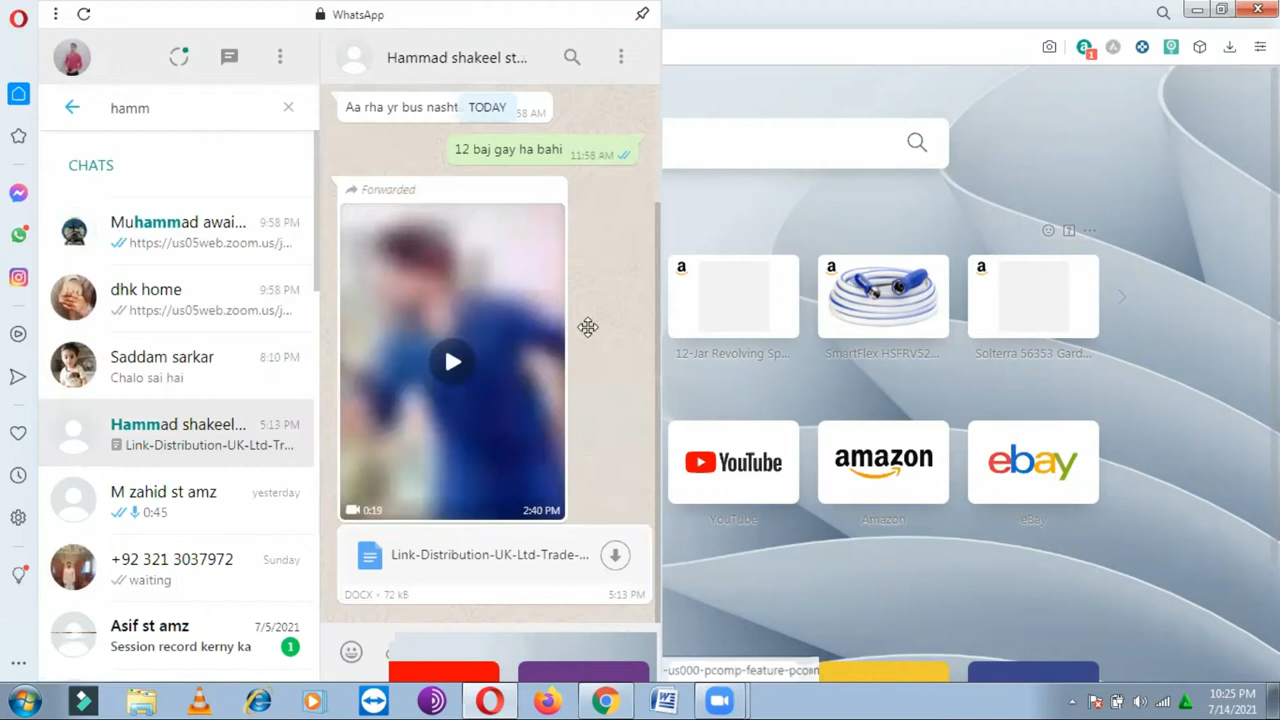 WhatsApp
Hammad shakeel st...
hamm
Aa rha yr bus nasht
TODAY
58 AM
12 baj gay ha bahi
11:58 AM
CHATS
Forwarded
Muhammad awai...
9:58 PM
https://us05web.zoom.us/j...
dhk home
9:58 PM
https://us05web.zoom.us/j...
Saddam sarkar
8:10 PM
Chalo sai hai
Hammad shakeel...
5:13 PM
Link-Distribution-UK-Ltd-Tr...
M zahid st amz
yesterday
0:45
+92 321 3037972
Sunday
waiting
Asif st amz
7/5/2021
Session record kerny ka
1
0:19
2:40 PM
Link-Distribution-UK-Ltd-Trade-...
DOCX • 72 kB
5:13 PM
1
12-Jar Revolving Sp...
SmartFlex HSFRV52...
Solterra 56353 Gard...
YouTube
amazon
ebay
YouTube
Amazon
eBay
10:25 PM
7/14/2021